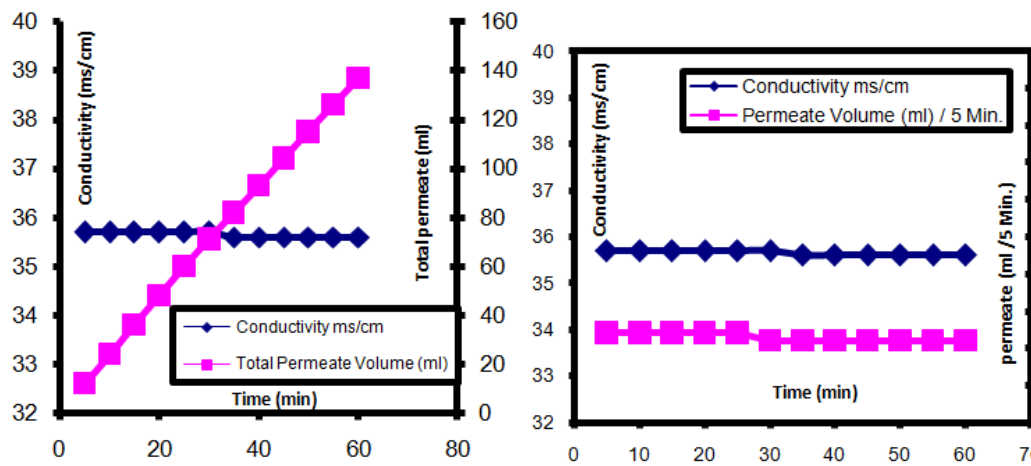 40
39
38
37
36
35
34
33
32
Conductivity (ms/cm)
160
140
120
100
80
60
40
20
0
Total permeate (ml)
Conductivity ms/cm
Total Permeate Volume (ml)
Time (min)
0 20 40 60 80
40
39
38
37
36
35
34
33
32
Conductivity (ms/cm)
Conductivity ms/cm
Permeate Volume (ml) / 5 Min.
permeate (ml /5 Min.)
Time (min)
0 10 20 30 40 50 60 70